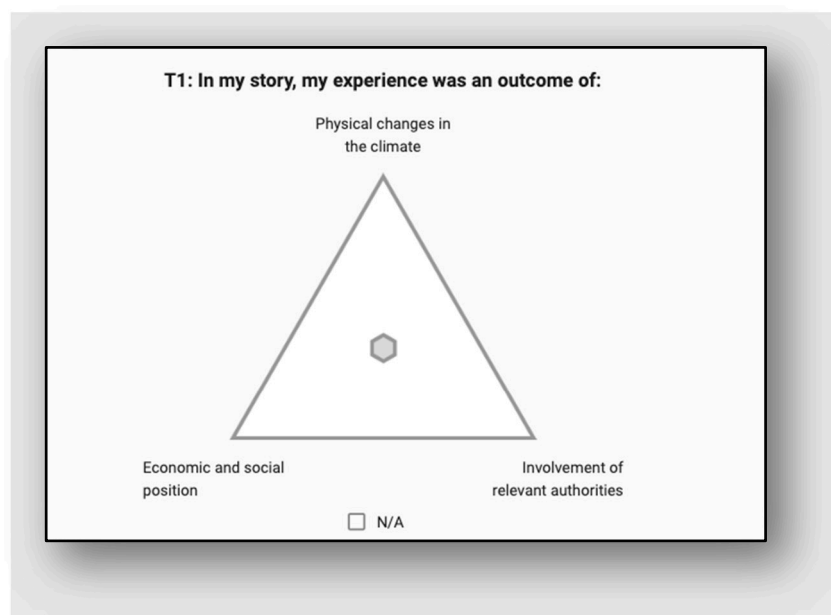 T1: In my story, my experience was an outcome of:
Physical changes in
the climate
Economic and social
position
Involvement of
relevant authorities
N/A